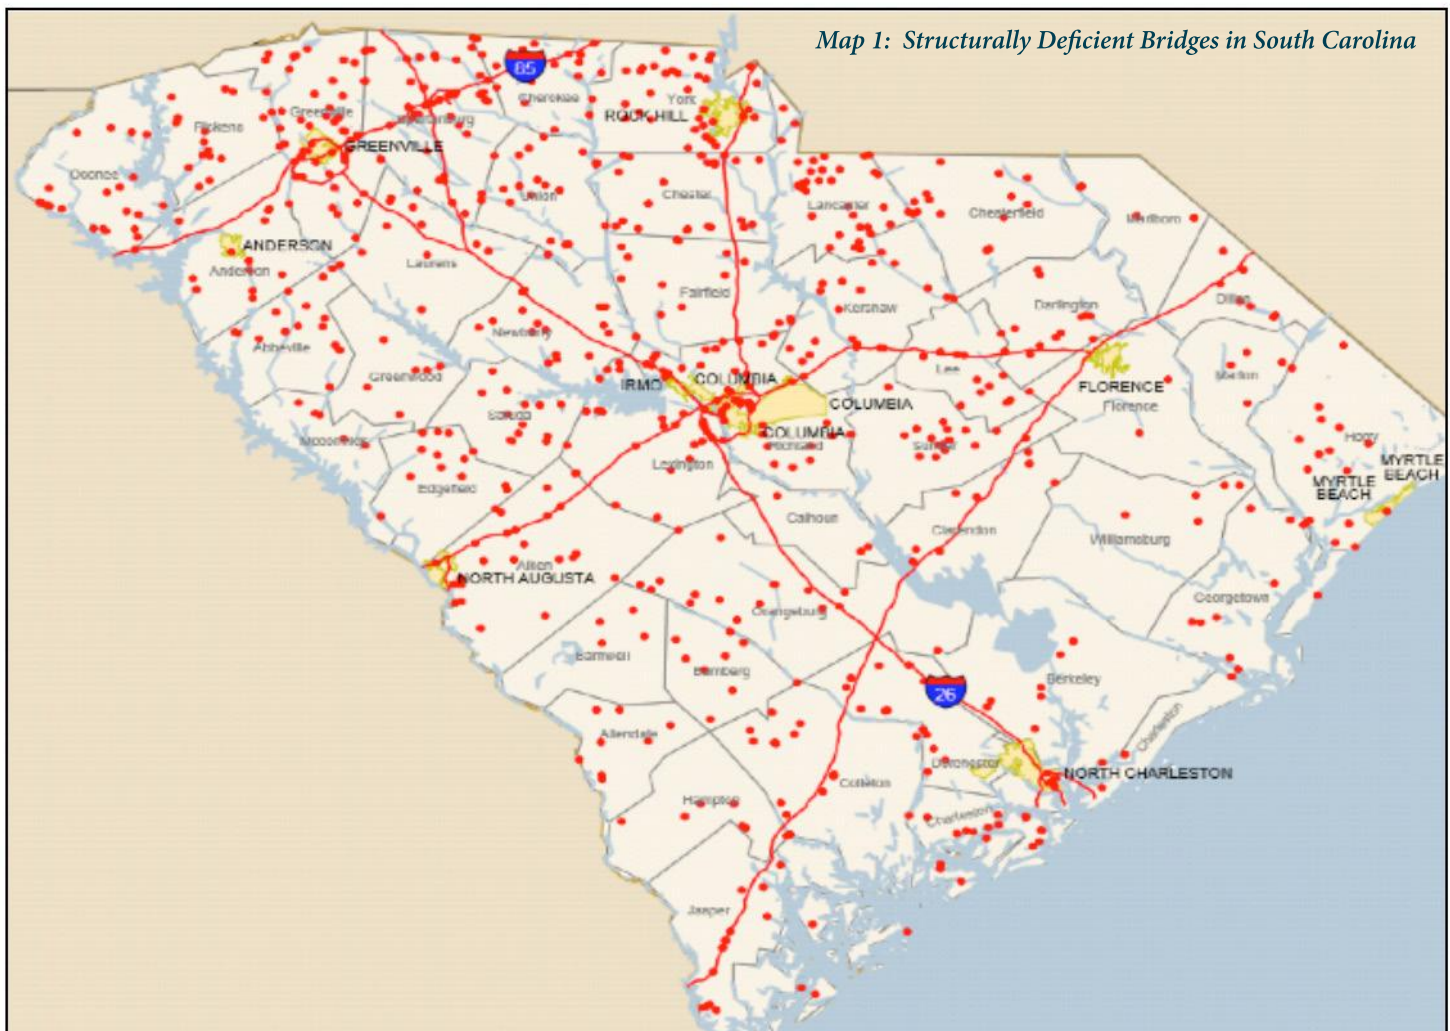 Map 1: Structurally Deficient Bridges in South Carolina
85
Cherokee
York
ROCK HILL
Greenville
Spartanburg
Pickens
GREENVILLE
Oconee
Union
Chester
Lancaster
Chesterfield
Marlboro
ANDERSON
Anderson
Laurens
Fairfield
Kershaw
Darlington
Dillon
Newberry
Abbeville
Greenwood
Lee
Marion
IRMO
COLUMBIA
FLORENCE
COLUMBIA
Florence
Saluda
COLUMBIA
Richland
Sumter
Horry
McCormick
Lexington
MYRTLE
BEACH
MYRTLE
BEACH
Edgefield
Calhoun
Clarendon
Williamsburg
Aiken
NORTH AUGUSTA
Georgetown
Orangeburg
Barnwell
Bamberg
Berkeley
26
Charleston
Allendale
Dorchester
NORTH CHARLESTON
Colleton
Hampton
Charleston
Jasper